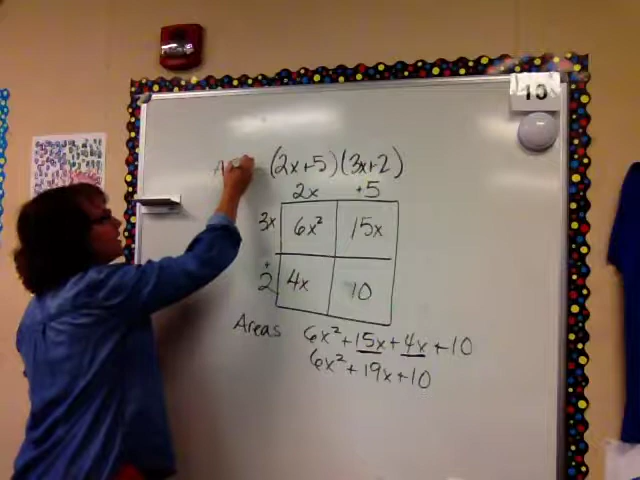 10
(2x+5)(3x+2)
2x +5
3x 6x² 15x
+2 4x 10
Areas 6x²+15x+4x+10
6x²+19x+10